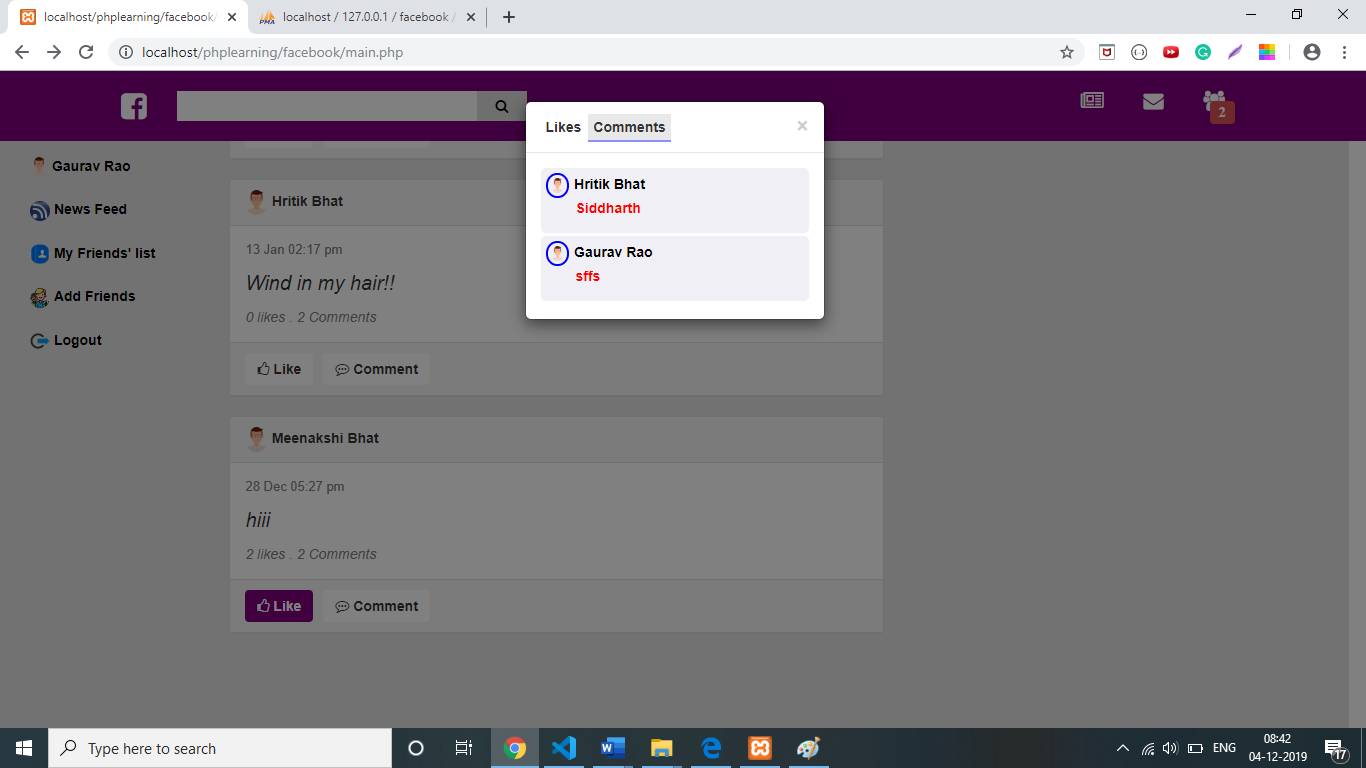 localhost/phplearning/facebook/
localhost / 127.0.0.1 / facebook /
localhost/phplearning/facebook/main.php
2
Gaurav Rao
News Feed
My Friends' list
Add Friends
Logout
Likes Comments ×
Hritik Bhat
Siddharth
Gaurav Rao
sffs
Hritik Bhat
13 Jan 02:17 pm
Wind in my hair!!
0 likes . 2 Comments
Like Comment
Meenakshi Bhat
28 Dec 05:27 pm
hiii
2 likes . 2 Comments
Like Comment
Type here to search
ENG
08:42
04-12-2019
17